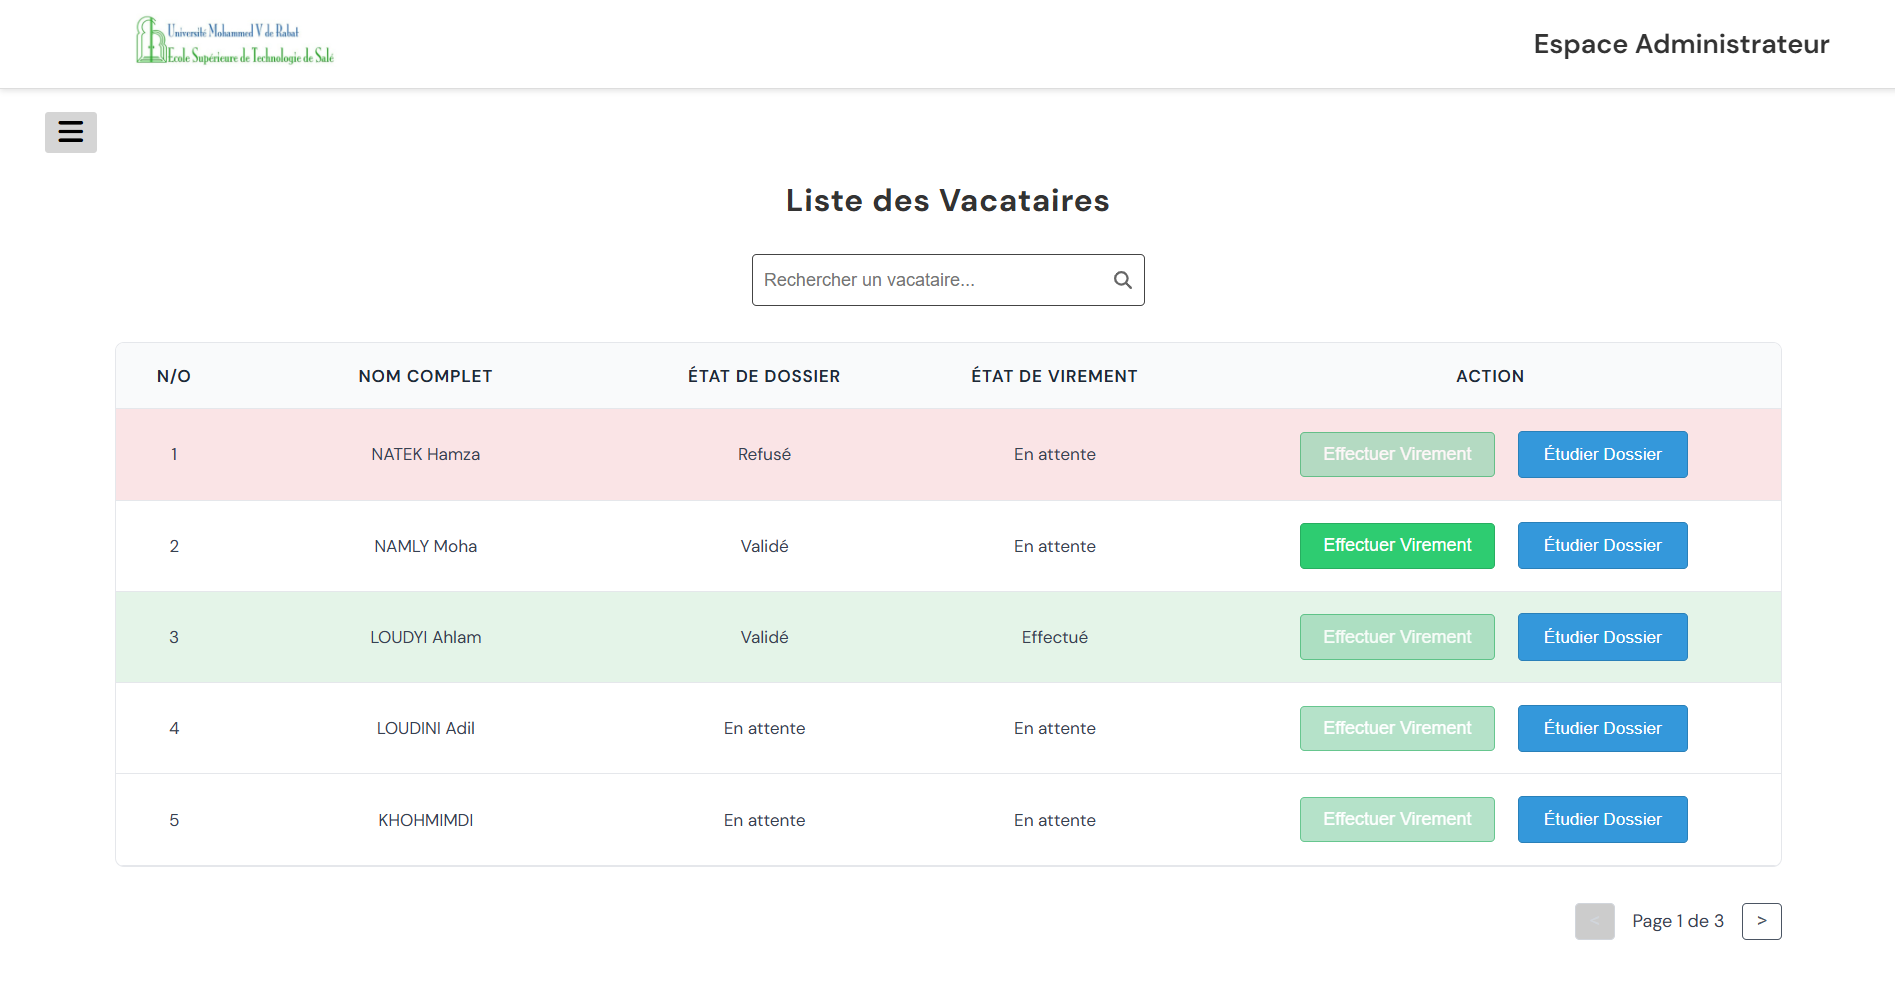 Université Mohammed V de Rabat
Ecole Supérieure de Technologie de Salé
Espace Administrateur
Liste des Vacataires
Rechercher un vacataire...
N/O NOM COMPLET ÉTAT DE DOSSIER ÉTAT DE VIREMENT ACTION
1 NATEK Hamza Refusé En attente Effectuer Virement Étudier Dossier
2 NAMLY Moha Validé En attente Effectuer Virement Étudier Dossier
3 LOUDYI Ahlam Validé Effectué Effectuer Virement Étudier Dossier
4 LOUDINI Adil En attente En attente Effectuer Virement Étudier Dossier
5 KHOHMIMDI En attente En attente Effectuer Virement Étudier Dossier
< Page 1 de 3 >